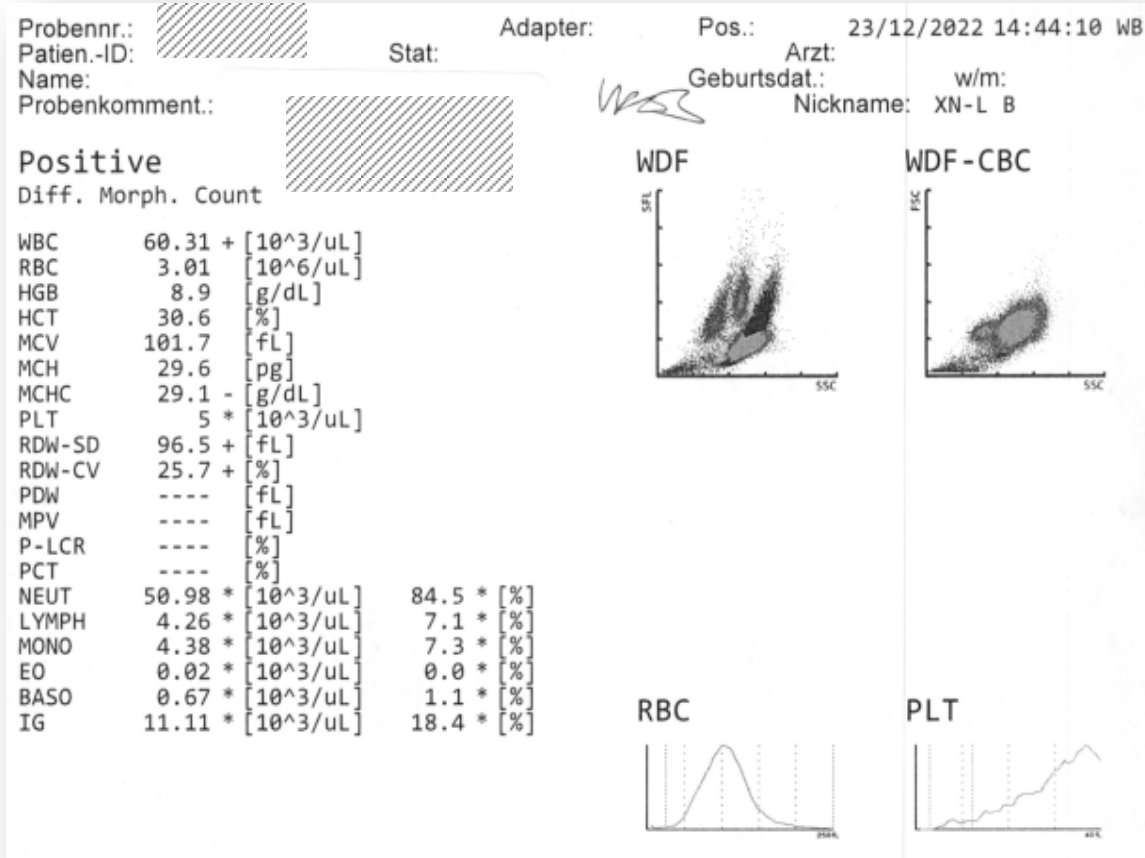 Probennr.: Adapter: Pos.: 23/12/2022 14:44:10 WB
Patien.-ID: Stat: Arzt:
Name: Geburtsdat.: w/m:
Probenkomment.: Nickname: XN-L B
Positive
Diff. Morph. Count
WDF
WDF-CBC
SFL
SSC
FSC
SSC
WBC 60.31 + [10^3/uL]
RBC 3.01 [10^6/uL]
HGB 8.9 [g/dL]
HCT 30.6 [%]
MCV 101.7 [fL]
MCH 29.6 [pg]
MCHC 29.1 - [g/dL]
PLT 5 * [10^3/uL]
RDW-SD 96.5 + [fL]
RDW-CV 25.7 + [%]
PDW ---- [fL]
MPV ---- [fL]
P-LCR ---- [%]
PCT ---- [%]
NEUT 50.98 * [10^3/uL] 84.5 * [%]
LYMPH 4.26 * [10^3/uL] 7.1 * [%]
MONO 4.38 * [10^3/uL] 7.3 * [%]
EO 0.02 * [10^3/uL] 0.0 * [%]
BASO 0.67 * [10^3/uL] 1.1 * [%]
IG 11.11 * [10^3/uL] 18.4 * [%]
RBC
PLT
250fL
40fL